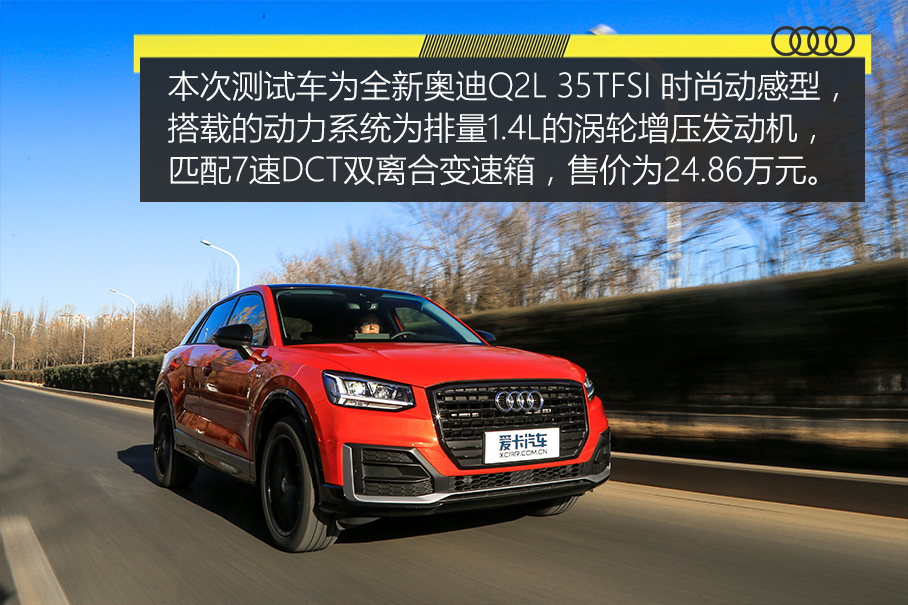 本次测试车为全新奥迪Q2L 35TFSI 时尚动感型，
搭载的动力系统为排量1.4L的涡轮增压发动机，
匹配7速DCT双离合变速箱，售价为24.86万元。
爱卡汽车
XCAR.COM.CN